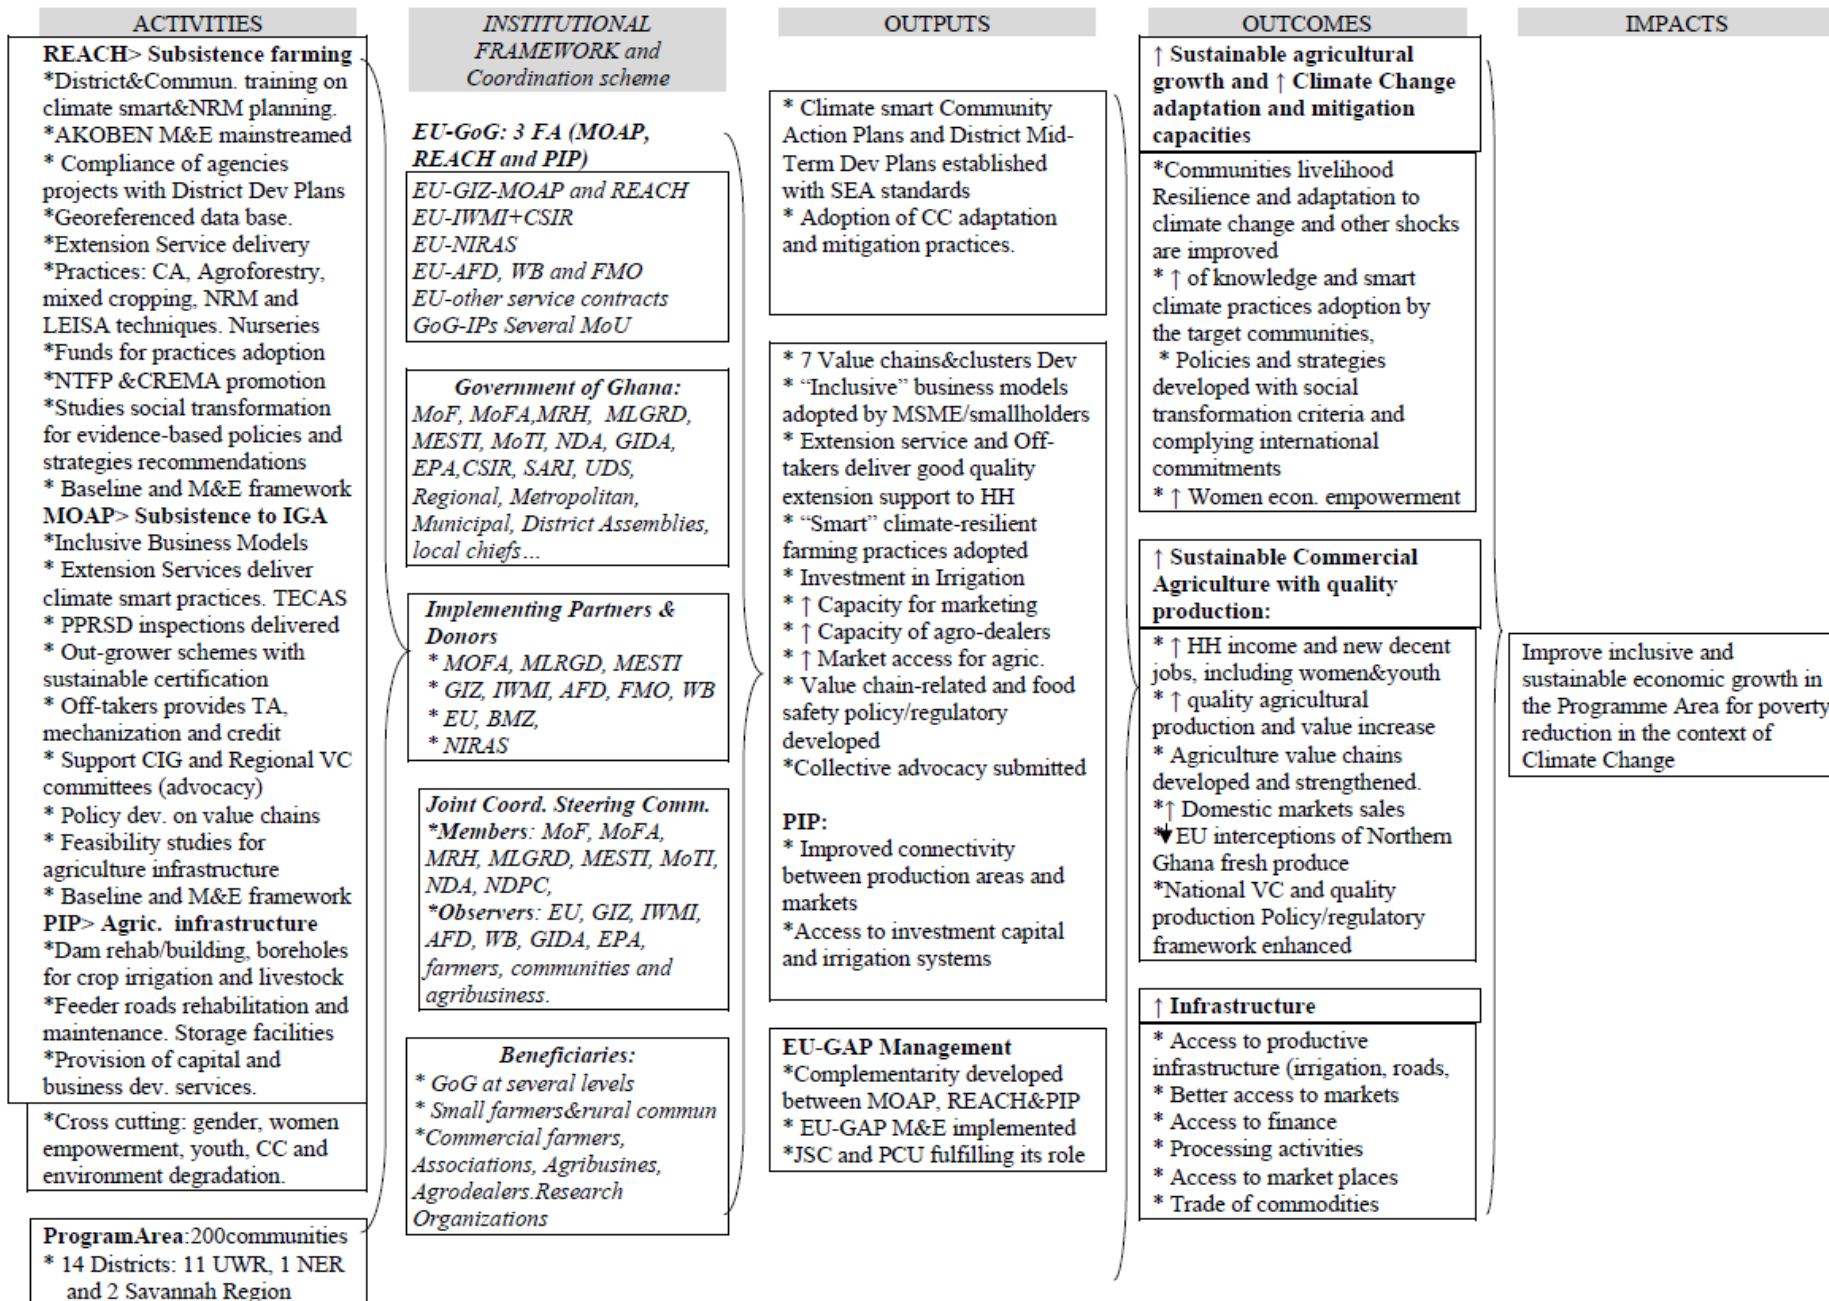 ACTIVITIES
REACH> Subsistence farming
*District&Commun. training on
climate smart&NRM planning.
*AKOBEN M&E mainstreamed
* Compliance of agencies
projects with District Dev Plans
*Georeferenced data base.
*Extension Service delivery
*Practices: CA, Agroforestry,
mixed cropping, NRM and
LEISA techniques. Nurseries
*Funds for practices adoption
*NTFP &CREMA promotion
*Studies social transformation
for evidence-based policies and
strategies recommendations
* Baseline and M&E framework
MOAP> Subsistence to IGA
*Inclusive Business Models
* Extension Services deliver
climate smart practices. TECAS
* PPRSD inspections delivered
* Out-grower schemes with
sustainable certification
* Off-takers provides TA,
mechanization and credit
* Support CIG and Regional VC
committees (advocacy)
* Policy dev. on value chains
* Feasibility studies for
agriculture infrastructure
* Baseline and M&E framework
PIP> Agric. infrastructure
*Dam rehab/building, boreholes
for crop irrigation and livestock
*Feeder roads rehabilitation and
maintenance. Storage facilities
*Provision of capital and
business dev. services.
*Cross cutting: gender, women
empowerment, youth, CC and
environment degradation.
ProgramArea:200communities
* 14 Districts: 11 UWR, 1 NER
and 2 Savannah Region
INSTITUTIONAL
FRAMEWORK and
Coordination scheme
EU-GoG: 3 FA (MOAP,
REACH and PIP)
EU-GIZ-MOAP and REACH
EU-IWMI+CSIR
EU-NIRAS
EU-AFD, WB and FMO
EU-other service contracts
GoG-IPs Several MoU
Government of Ghana:
MoF, MoFA,MRH, MLGRD,
MESTI, MoTI, NDA, GIDA,
EPA,CSIR, SARI, UDS,
Regional, Metropolitan,
Municipal, District Assemblies,
local chiefs…
Implementing Partners &
Donors
* MOFA, MLRGD, MESTI
* GIZ, IWMI, AFD, FMO, WB
* EU, BMZ,
* NIRAS
Joint Coord. Steering Comm.
*Members: MoF, MoFA,
MRH, MLGRD, MESTI, MoTI,
NDA, NDPC,
*Observers: EU, GIZ, IWMI,
AFD, WB, GIDA, EPA,
farmers, communities and
agribusiness.
Beneficiaries:
* GoG at several levels
* Small farmers&rural commun
*Commercial farmers,
Associations, Agribusines,
Agrodealers.Research
Organizations
OUTPUTS
* Climate smart Community
Action Plans and District Mid-
Term Dev Plans established
with SEA standards
* Adoption of CC adaptation
and mitigation practices.
* 7 Value chains&clusters Dev
* “Inclusive” business models
adopted by MSME/smallholders
* Extension service and Off-
takers deliver good quality
extension support to HH
* “Smart” climate-resilient
farming practices adopted
* Investment in Irrigation
* ↑ Capacity for marketing
* ↑ Capacity of agro-dealers
* ↑ Market access for agric.
* Value chain-related and food
safety policy/regulatory
developed
*Collective advocacy submitted
PIP:
* Improved connectivity
between production areas and
markets
*Access to investment capital
and irrigation systems
EU-GAP Management
*Complementarity developed
between MOAP, REACH&PIP
* EU-GAP M&E implemented
*JSC and PCU fulfilling its role
OUTCOMES
↑ Sustainable agricultural
growth and ↑ Climate Change
adaptation and mitigation
capacities
*Communities livelihood
Resilience and adaptation to
climate change and other shocks
are improved
* ↑ of knowledge and smart
climate practices adoption by
the target communities,
* Policies and strategies
developed with social
transformation criteria and
complying international
commitments
* ↑ Women econ. empowerment
↑ Sustainable Commercial
Agriculture with quality
production:
* ↑ HH income and new decent
jobs, including women&youth
* ↑ quality agricultural
production and value increase
* Agriculture value chains
developed and strengthened.
*↑ Domestic markets sales
*↓ EU interceptions of Northern
Ghana fresh produce
*National VC and quality
production Policy/regulatory
framework enhanced
↑ Infrastructure
* Access to productive
infrastructure (irrigation, roads,
* Better access to markets
* Access to finance
* Processing activities
* Access to market places
* Trade of commodities
IMPACTS
Improve inclusive and
sustainable economic growth in
the Programme Area for poverty
reduction in the context of
Climate Change